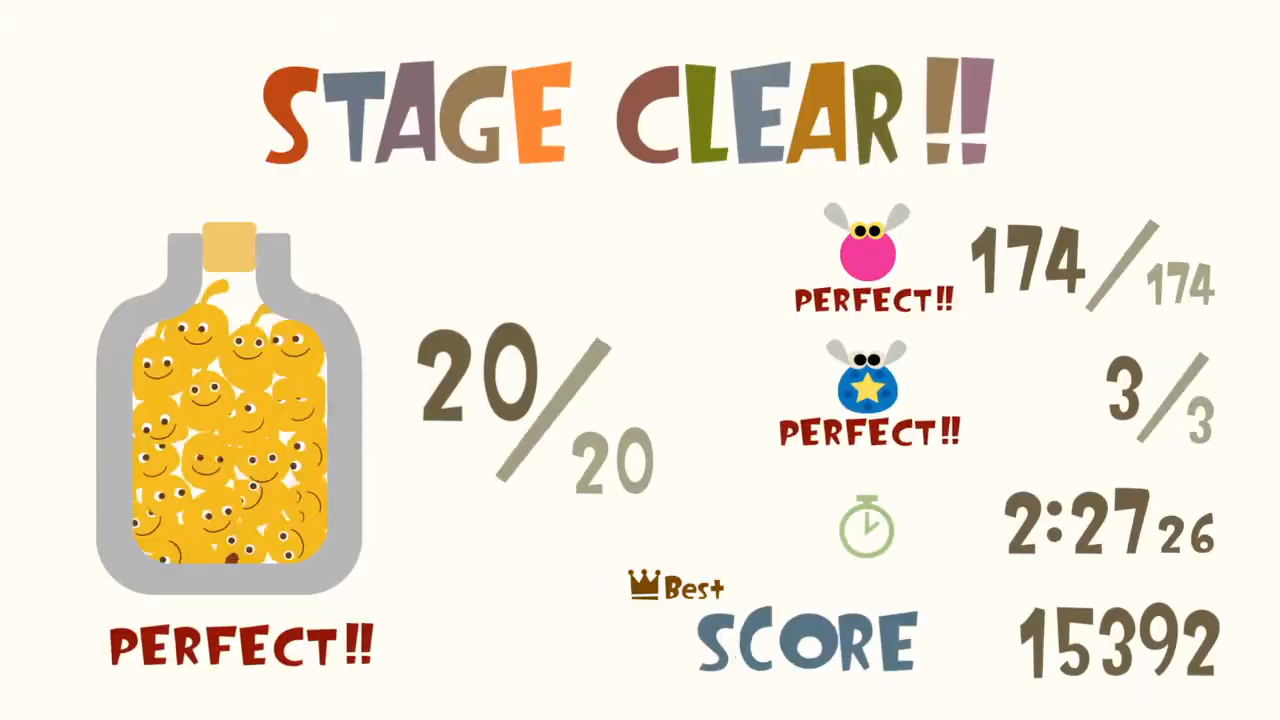 STAGE CLEAR!!
174/174
PERFECT!!
20/20
3/3
PERFECT!!
2:27 26
Best
SCORE 15392
PERFECT!!